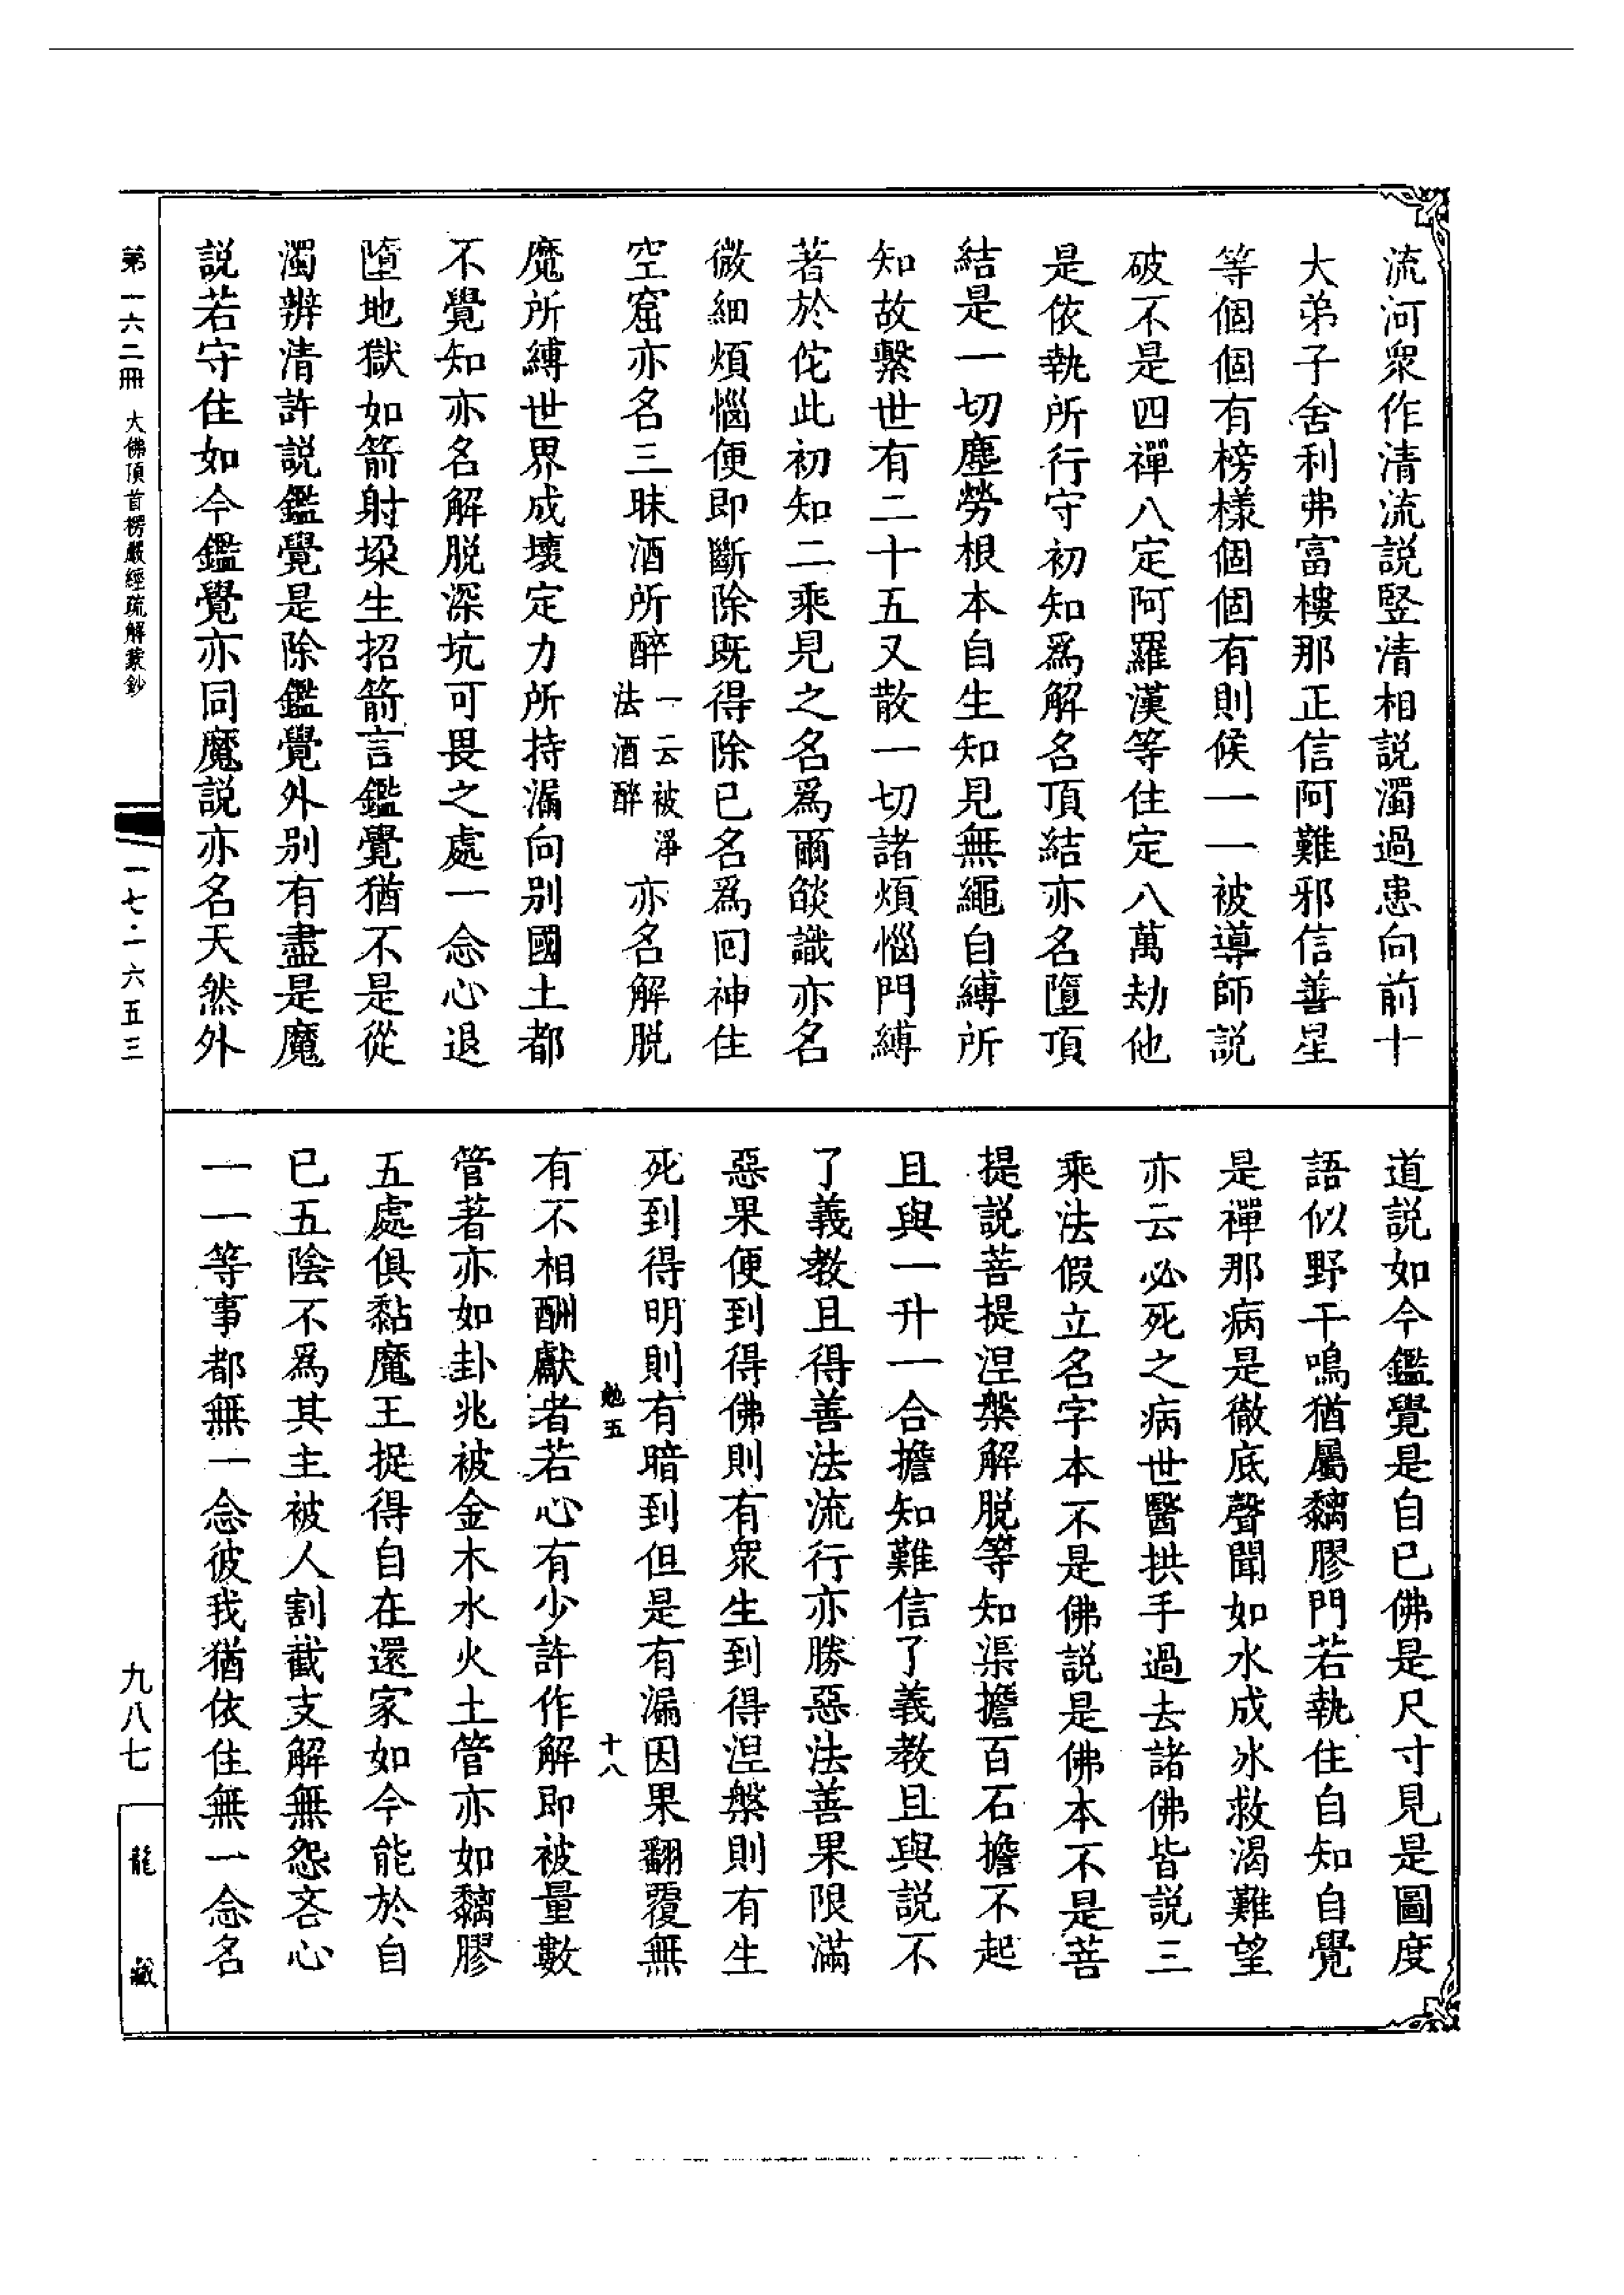 流河眾作清流説豎清相説濁過患向前十
大弟子舍利弗富樓那正信阿難邪信善星
等個個有榜樣個個有則候一一被導師説
破不是四禪八定阿羅漢等住定八萬劫他
是依執所行守初知爲解名頂結亦名墮頂
結是一切塵勞根本自生知見無繩自縛所
知故繫世有二十五又散一切諸煩惱門縛
著於佗此初知二乘見之名爲爾燄識亦名
微細煩惱便即斷除既得除已名爲回神住
空窟亦名三昧酒所醉一云被淨法酒醉亦名解脱
魔所縛世界成壞定力所持漏向别國土都
不覺知亦名解脱深坑可畏之處一念心退
墮地獄如箭射垜生招箭言鑑覺猶不是從
濁辨清許説鑑覺是除鑑覺外别有盡是魔
説若守住如今鑑覺亦同魔説亦名天然外
道説如今鑑覺是自已佛是尺寸見是圖度
語似野干鳴猶屬黐膠門若執住自知自覺
是禪那病是徹底聲聞如水成氷救渴難望
亦云必死之病世醫拱手過去諸佛皆説三
乘法假立名字本不是佛説是佛本不是菩
提説菩提涅槃解脱等知渠擔百石擔不起
且與一升一合擔知難信了義教且與説不
了義教且得善法流行亦勝惡法善果限滿
惡果便到得佛則有眾生到得涅槃則有生
死到得明則有暗到但是有漏因果翻覆無
勉五 十八
有不相酬獻者若心有少許作解即被量數
管著亦如卦兆被金木水火土管亦如黐膠
五處俱黏魔王捉得自在還家如今能於自
已五陰不爲其主被人割截支解無怨吝心
一一等事都無一念彼我猶依住無一念名
第一六二冊 大佛頂首楞嚴經疏解蒙鈔
一七·一六五三
九八七
龍藏